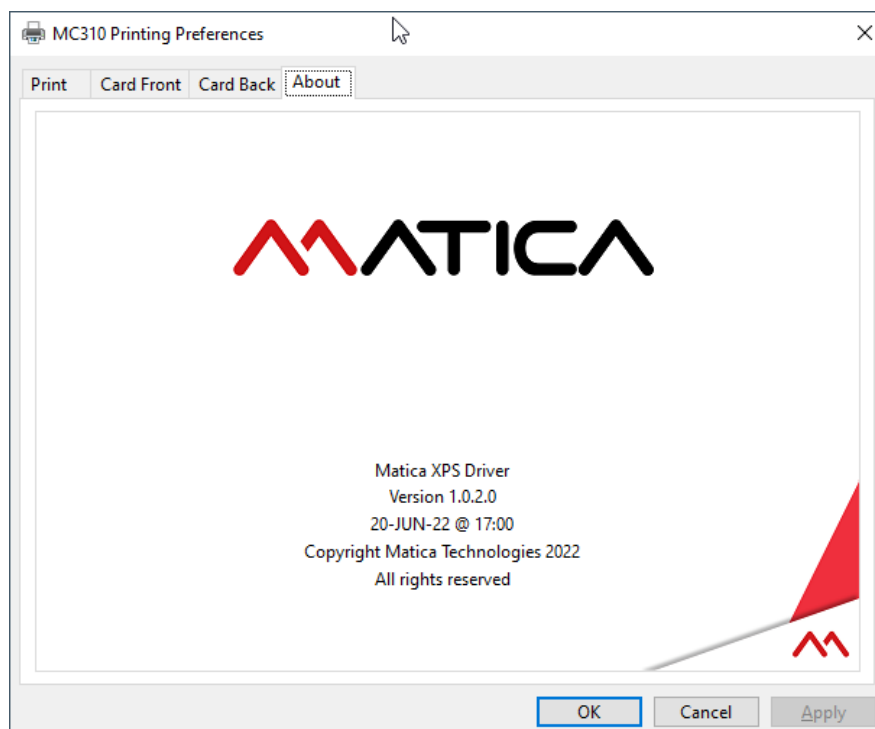 MC310 Printing Preferences
Print Card Front Card Back About
MATICA
Matica XPS Driver
Version 1.0.2.0
20-JUN-22 @ 17:00
Copyright Matica Technologies 2022
All rights reserved
OK Cancel Apply